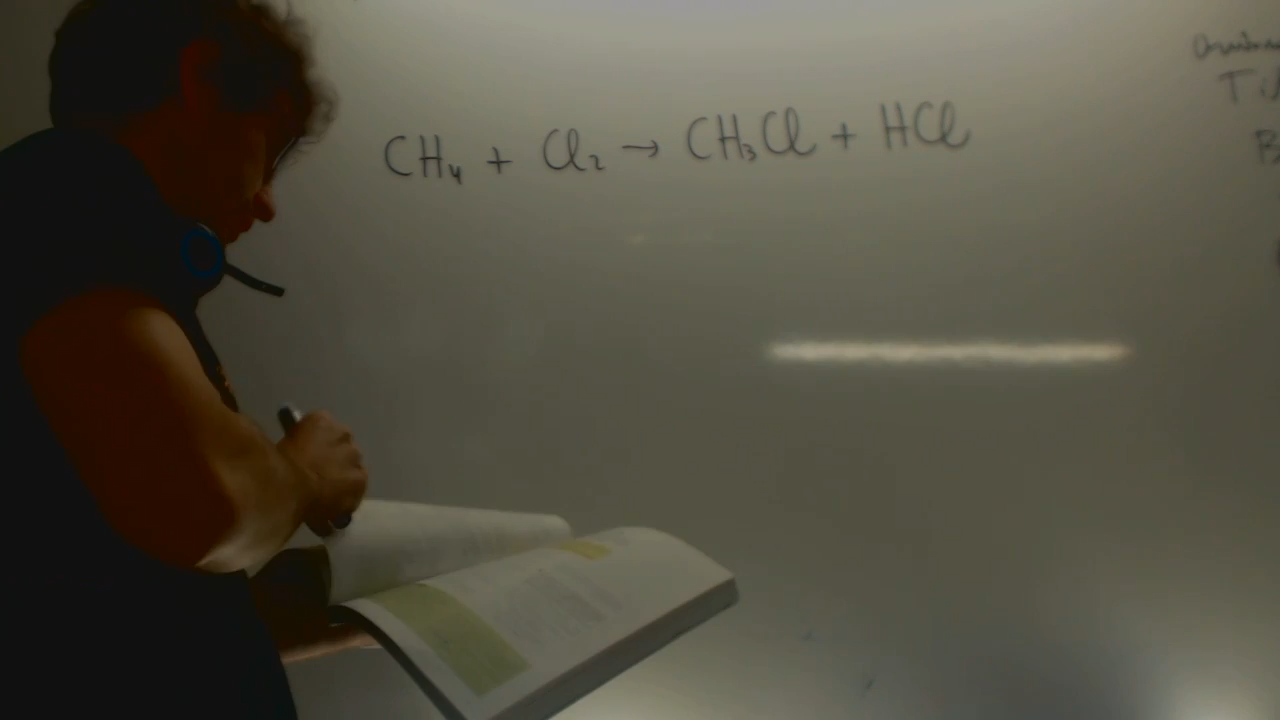 CH₄ + Cl₂ → CH₃Cl + HCl